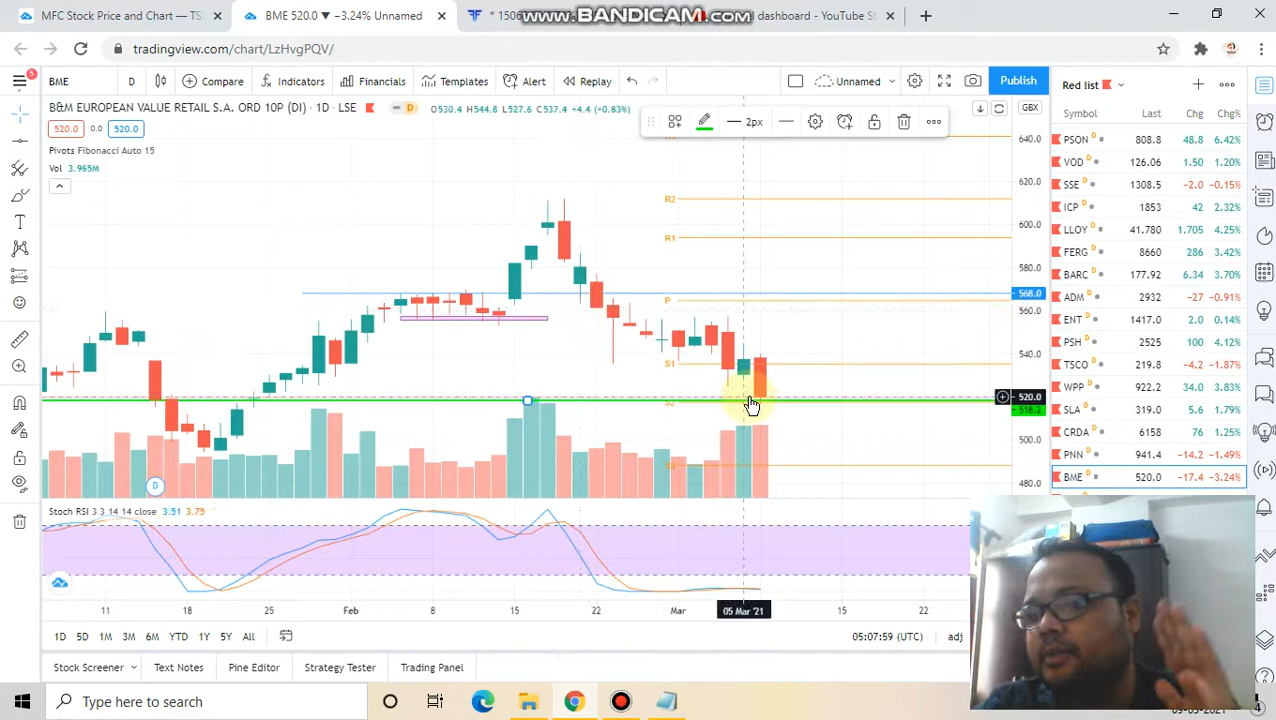 MFC Price and Chart — TS
BME 520.0 ▼ −3.24% Unnam
www.BANDICAM.com
dashboard - YouTube St
tradingview.com/chart/LzHvgPQV/
5
BME
D
Compare
Financials
Templates
Alert
Replay
Unnamed
Publish
Red list
B&M EUROPEAN VALUE RETAIL S.A. ORD 10P (DI) · 1D · LSE
D
O530.4 H544.8 L527.6 C537.4 +4.4 (+0.83%)
GBX
520.0 0.0 520.0
2px
Pivots Fibonacci Auto 15
Vol 3.965M
Symbol Last Chg Chg%
PSON D 808.8 48.8 6.42%
VOD D 126.06 1.50 1.20%
SSE D 1308.5 −2.0 −0.15%
ICP D 1853 42 2.32%
LLOY D 41.780 1.705 4.25%
FERG D 8660 286 3.42%
BARC D 177.92 6.34 3.70%
ADM D 2932 −27 −0.91%
ENT D 1417.0 2.0 0.14%
PSH D 2525 100 4.12%
TSCO D 219.8 −4.2 −1.87%
WPP D 922.2 34.0 3.83%
SLA D 319.0 5.6 1.79%
CRDA D 6158 76 1.25%
PNN D 941.4 −14.2 −1.49%
BME D 520.0 −17.4 −3.24%
640.0
620.0
R2
600.0
R1
580.0
568.0
P
560.0
540.0
S1
520.0
S2
518.2
500.0
480.0
D
Stoch RSI 3 3 14 14 close 3.51 3.75
11 18 25 Feb 8 15 22 Mar 05 Mar '21 15 22
1D 5D 1M 3M 6M YTD 1Y 5Y All
05:07:59 (UTC)
adj
Stock Screener
Text Notes
Pine Editor
Strategy Tester
Trading Panel
Type here to search